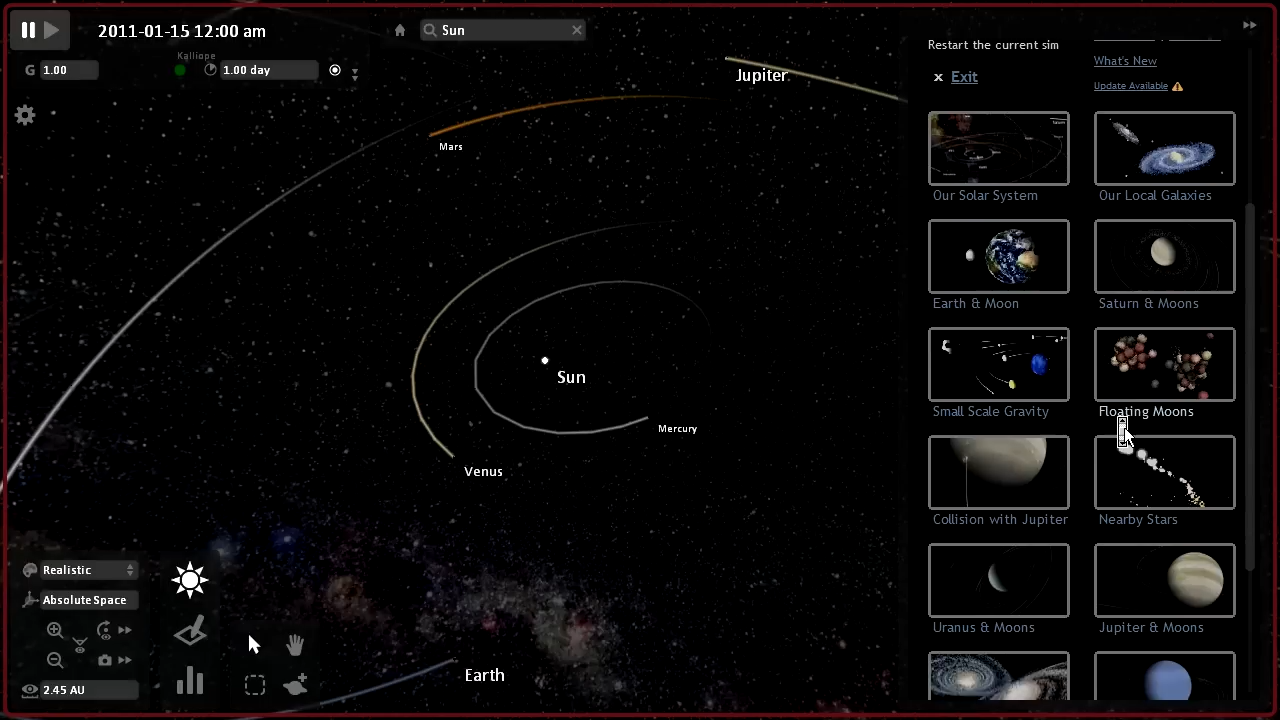 2011-01-15 12:00 am
Sun
Kalliope
G 1.00
1.00 day
Restart the current sim
What's New
x Exit
Update Available
Jupiter
Mars
Sun
Mercury
Venus
Earth
Our Solar System
Our Local Galaxies
Earth & Moon
Saturn & Moons
Small Scale Gravity
Floating Moons
Collision with Jupiter
Nearby Stars
Uranus & Moons
Jupiter & Moons
Realistic
Absolute Space
2.45 AU